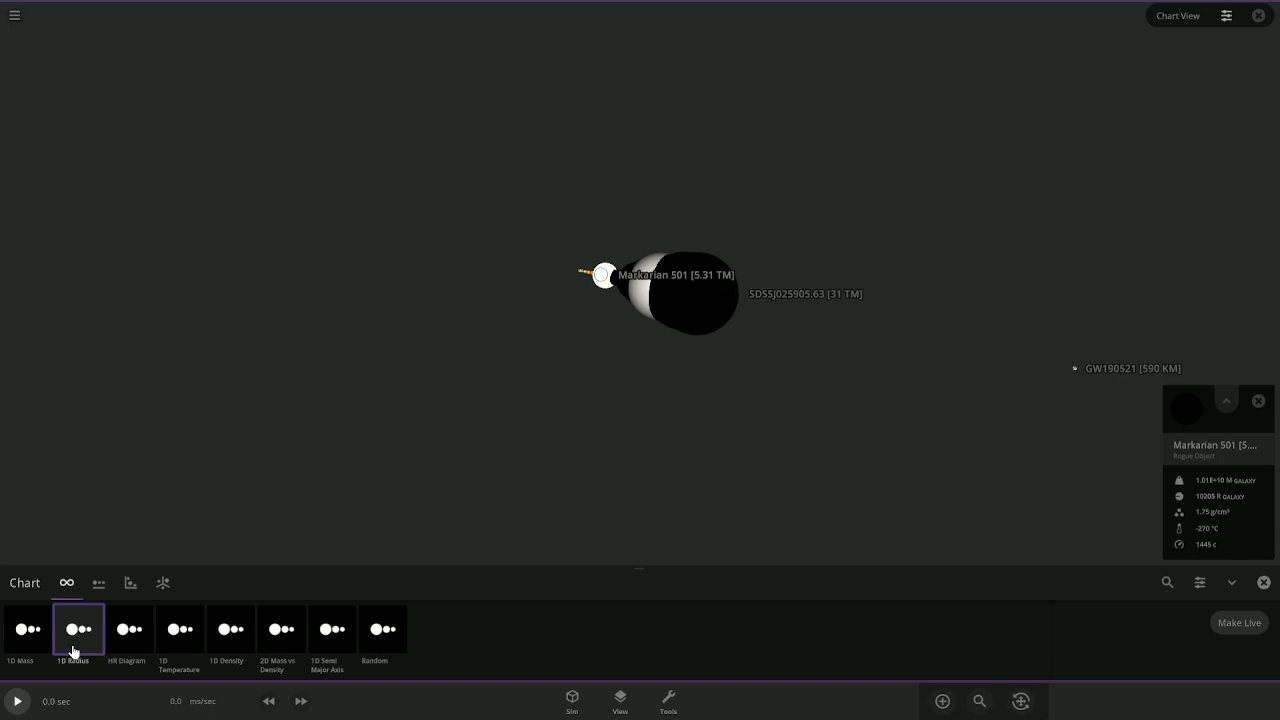 Chart View
Markarian 501 [5.31 TM]
SDSSJ025905.63 [31 TM]
GW190521 [590 KM]
Markarian 501 [5....
Rogue Object
1.01E+10 M GALAXY
10205 R GALAXY
1.75 g/cm³
-270 °C
1445 c
Chart
Make Live
1D Mass
1D Radius
HR Diagram
1D
Temperature
1D Density
2D Mass vs
Density
1D Semi
Major Axis
Random
0.0 sec
0.0 ms/sec
Sim
View
Tools